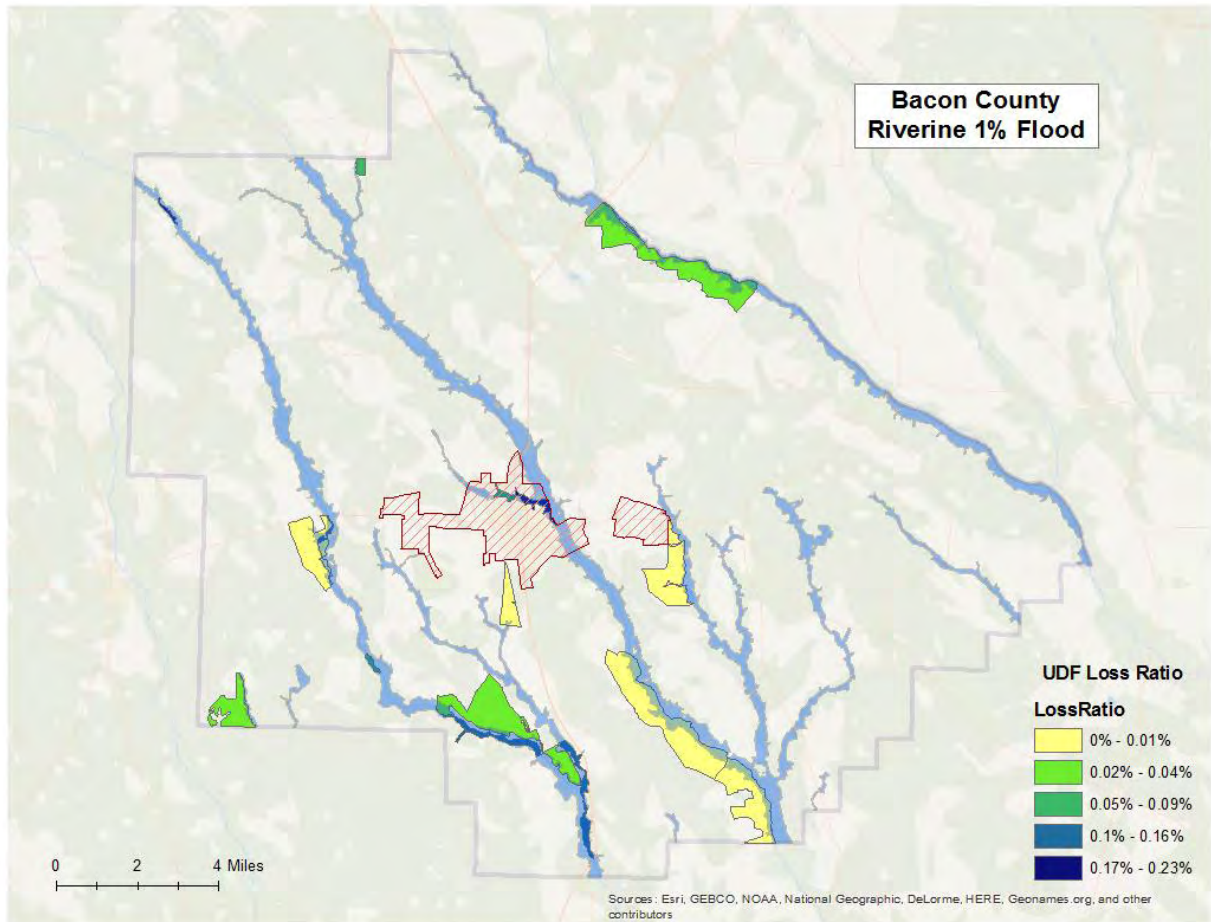 Bacon County
Riverine 1% Flood
UDF Loss Ratio
LossRatio
0% - 0.01%
0.02% - 0.04%
0.05% - 0.09%
0.1% - 0.16%
0.17% - 0.23%
0 2 4 Miles
Sources: Esri, GEBCO, NOAA, National Geographic, DeLorme, HERE, Geonames.org, and other
contributors